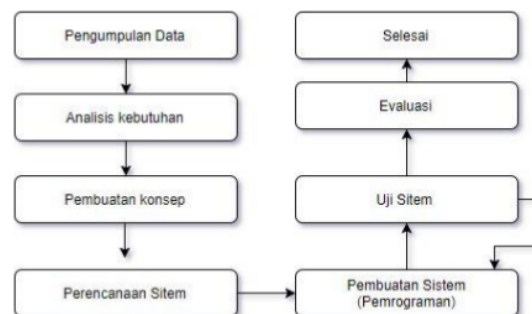 Pengumpulan Data
Analisis kebutuhan
Pembuatan konsep
Perencanaan Sitem
Pembuatan Sistem
(Pemrograman)
Uji Sitem
Evaluasi
Selesai